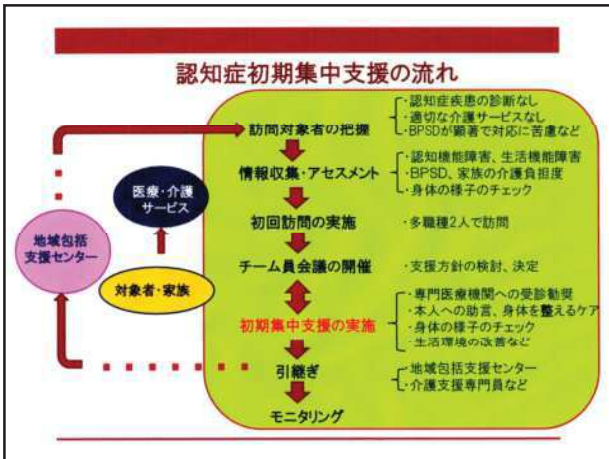 認知症初期集中支援の流れ
訪問対象者の把握
・認知症疾患の診断なし
・適切な介護サービスなし
・BPSDが顕著で対応に苦慮など
情報収集・アセスメント
・認知機能障害、生活機能障害
・BPSD、家族の介護負担度
・身体の様子のチェック
初回訪問の実施
・多職種2人で訪問
チーム員会議の開催
・支援方針の検討、決定
初期集中支援の実施
・専門医療機関への受診勧奨
・本人への助言、身体を整えるケア
・身体の様子のチェック
・生活環境の改善など
引継ぎ
・地域包括支援センター
・介護支援専門員など
モニタリング
医療・介護
サービス
地域包括
支援センター
対象者・家族